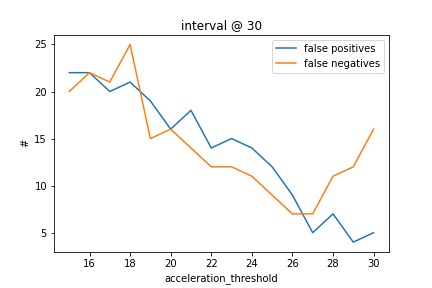 interval @ 30
false positives
false negatives
#
25
20
15
10
5
16 18 20 22 24 26 28 30
acceleration_threshold